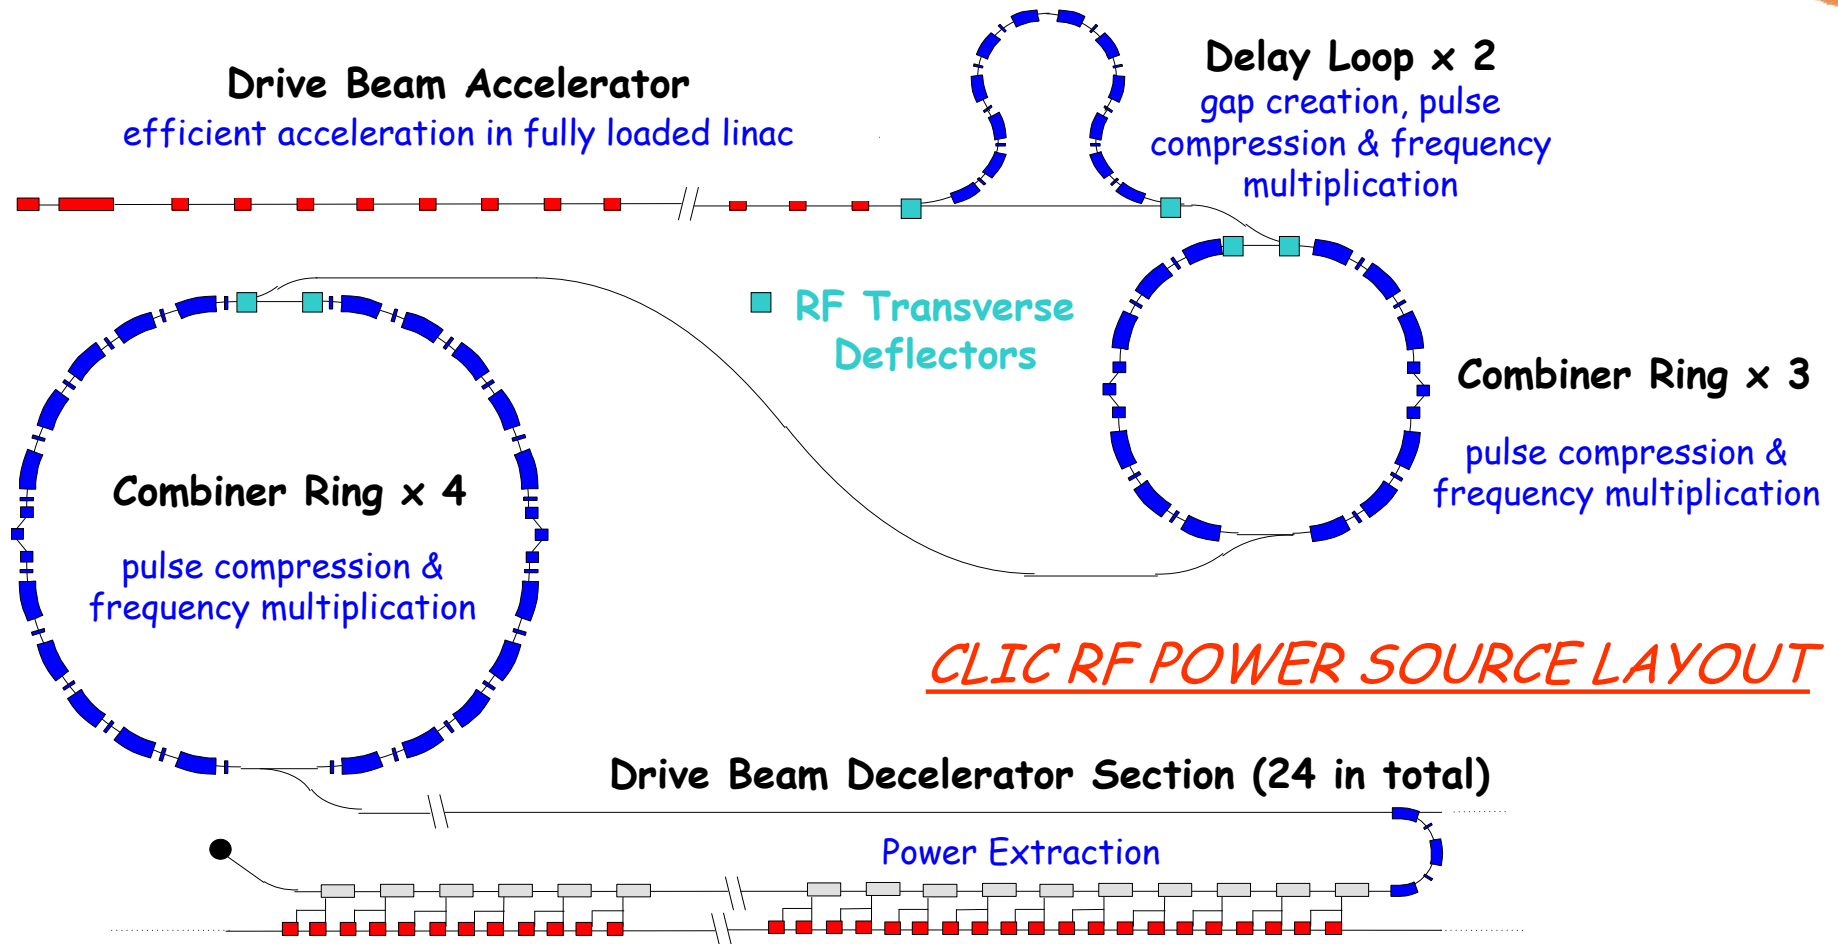 Drive Beam Accelerator
efficient acceleration in fully loaded linac
Delay Loop x 2
gap creation, pulse
compression & frequency
multiplication
RF Transverse
Deflectors
Combiner Ring x 3
pulse compression &
frequency multiplication
Combiner Ring x 4
pulse compression &
frequency multiplication
CLIC RF POWER SOURCE LAYOUT
Drive Beam Decelerator Section (24 in total)
Power Extraction